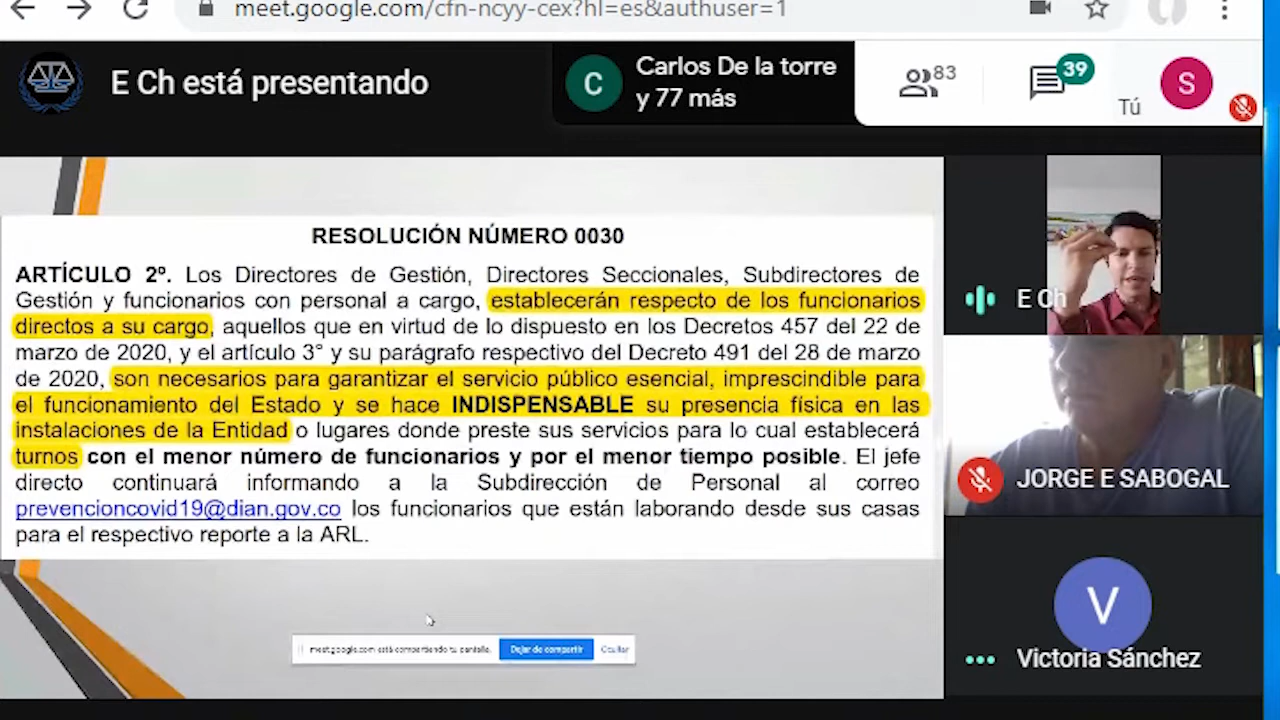 meet.google.com/cfn-ncyy-cex?hl=es&authuser=1
E Ch está presentando
C
Carlos De la torre
y 77 más
83
39
Tú
S
RESOLUCIÓN NÚMERO 0030
ARTÍCULO 2º. Los Directores de Gestión, Directores Seccionales, Subdirectores de
Gestión y funcionarios con personal a cargo, establecerán respecto de los funcionarios
directos a su cargo, aquellos que en virtud de lo dispuesto en los Decretos 457 del 22 de
marzo de 2020, y el artículo 3° y su parágrafo respectivo del Decreto 491 del 28 de marzo
de 2020, son necesarios para garantizar el servicio público esencial, imprescindible para
el funcionamiento del Estado y se hace INDISPENSABLE su presencia física en las
instalaciones de la Entidad o lugares donde preste sus servicios para lo cual establecerá
turnos con el menor número de funcionarios y por el menor tiempo posible. El jefe
directo continuará informando a la Subdirección de Personal al correo
prevencioncovid19@dian.gov.co los funcionarios que están laborando desde sus casas
para el respectivo reporte a la ARL.
E Ch
JORGE E SABOGAL
V
Victoria Sánchez
meet.google.com está compartiendo tu pantalla.
Dejar de compartir
Ocultar